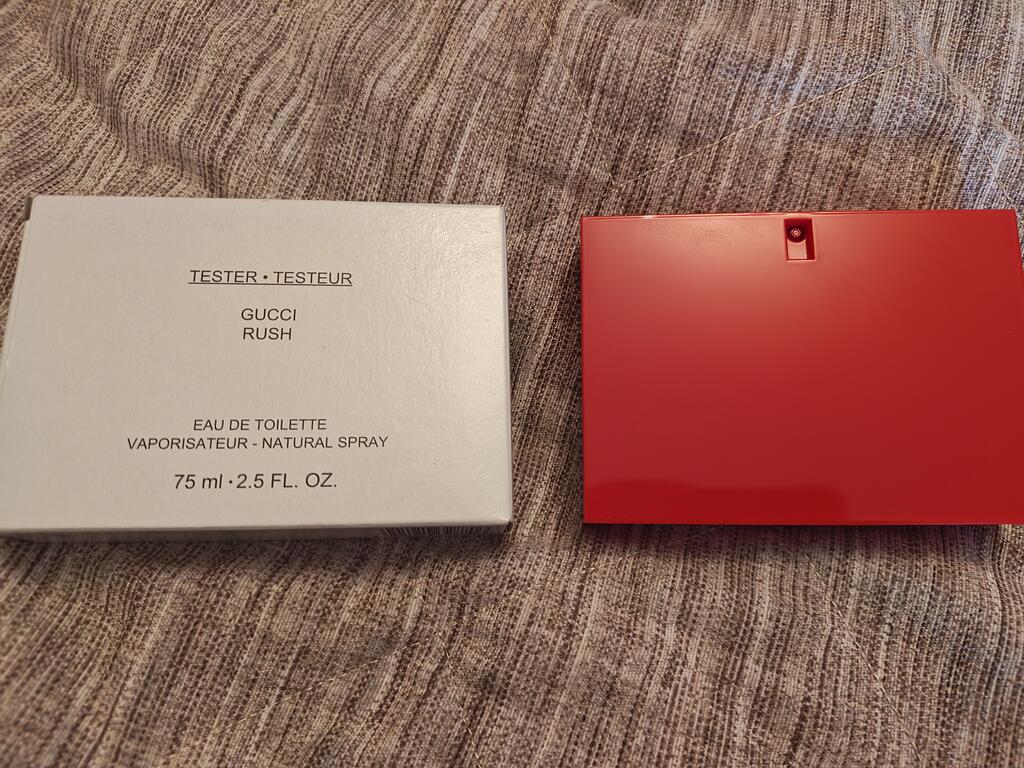 TESTER • TESTEUR
GUCCI
RUSH
EAU DE TOILETTE
VAPORISATEUR - NATURAL SPRAY
75 ml • 2.5 FL. OZ.